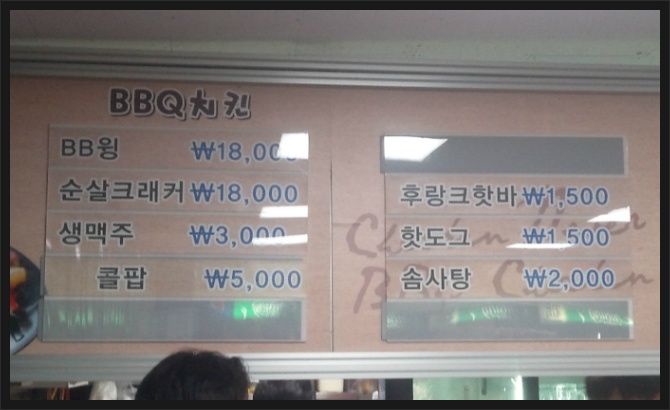 BBQ치킨
BB윙 ₩18,000
순살크래커 ₩18,000
생맥주 ₩3,000
콜팝 ₩5,000
후랑크핫바 ₩1,500
핫도그 ₩1,500
솜사탕 ₩2,000